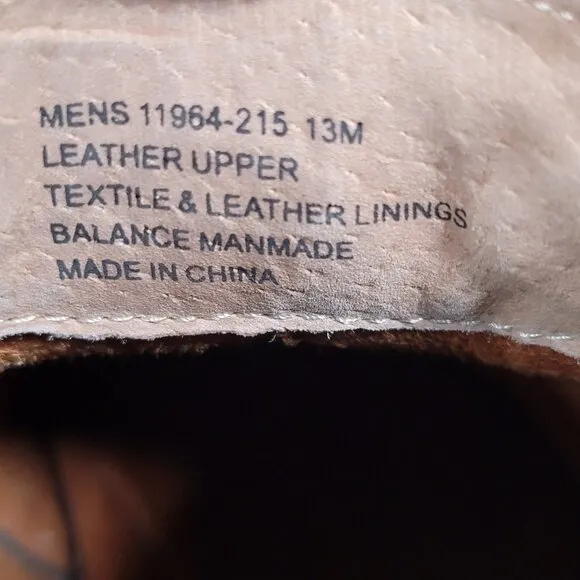 MENS 11964-215 13M
LEATHER UPPER
TEXTILE & LEATHER LININGS
BALANCE MANMADE
MADE IN CHINA